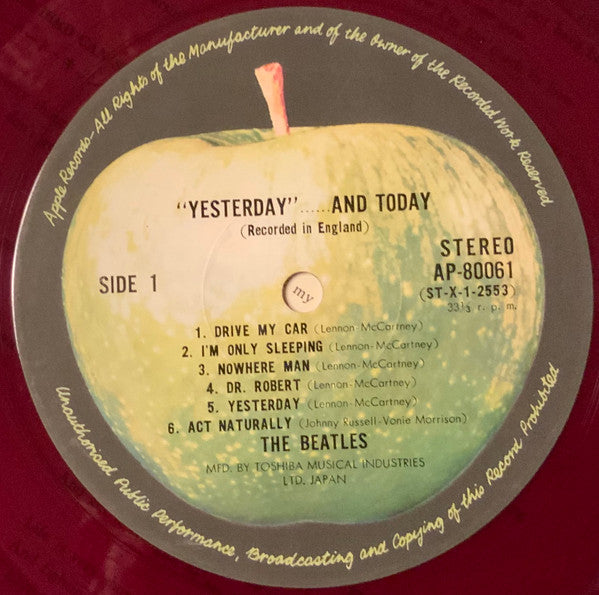 Apple Records-All Rights of the Manufacturer and of the Owner of the Recorded Work Reserved
"YESTERDAY"......AND TODAY
(Recorded in England)
STEREO
SIDE 1
AP-80061
(ST-X-1-2553)
33⅓ r. p. m.
my
1. DRIVE MY CAR (Lennon-McCartney)
2. I'M ONLY SLEEPING (Lennon-McCartney)
3. NOWHERE MAN (Lennon-McCartney)
4. DR. ROBERT (Lennon-McCartney)
5. YESTERDAY (Lennon-McCartney)
6. ACT NATURALLY (Johnny Russell-Vonie Morrison)
THE BEATLES
MFD. BY TOSHIBA MUSICAL INDUSTRIES
LTD. JAPAN
Unauthorised Public Performance, Broadcasting and Copying of this Record Prohibited